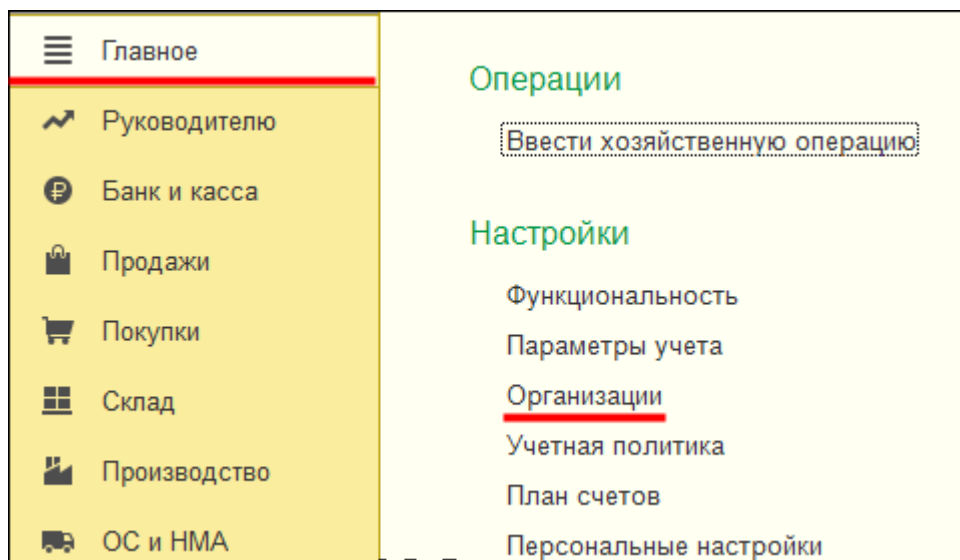 Главное
Руководителю
Банк и касса
Продажи
Покупки
Склад
Производство
ОС и НМА
Операции
Ввести хозяйственную операцию
Настройки
Функциональность
Параметры учета
Организации
Учетная политика
План счетов
Персональные настройки